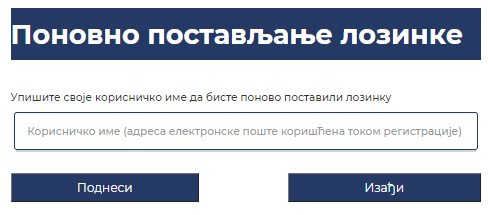 Поновно постављање лозинке
Упишите своје корисничко име да бисте поново поставили лозинку
Корисничко име (адреса електронске поште коришћена током регистрације)
Поднеси
Изађи